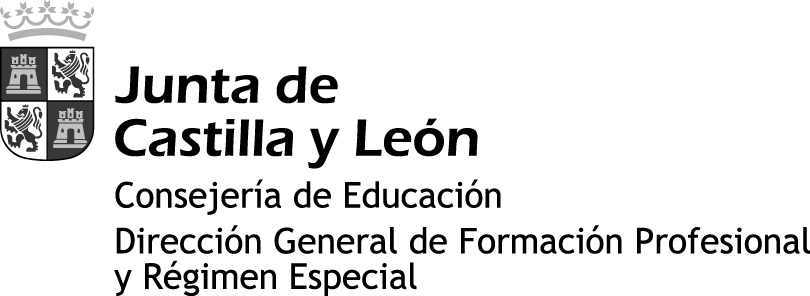 Junta de
Castilla y León
Consejería de Educación
Dirección General de Formación Profesional
y Régimen Especial